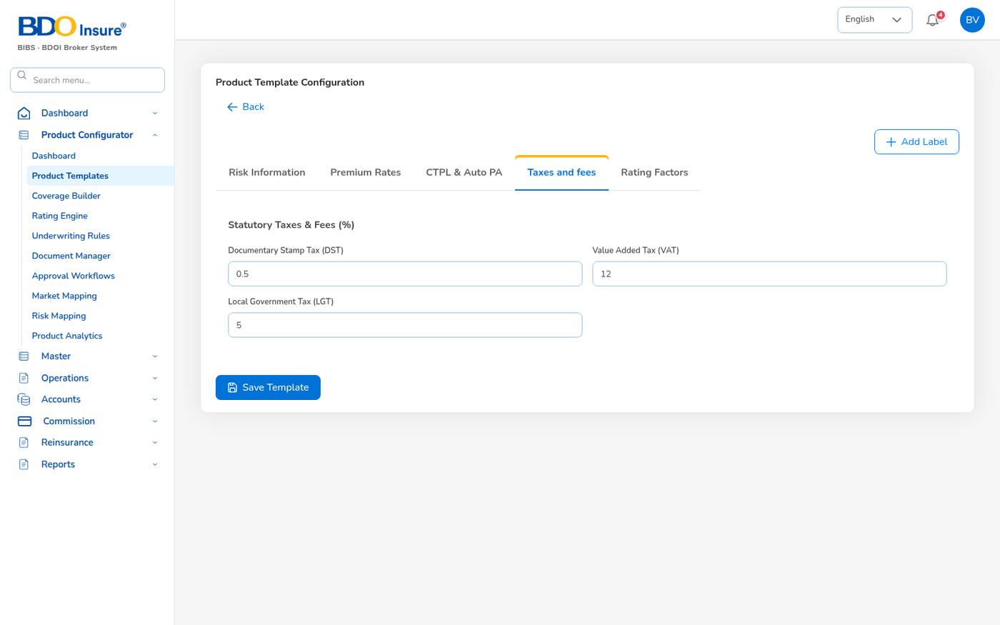 BDO Insure®
BIBS · BDOI Broker System
Search menu...
Dashboard
Product Configurator
Dashboard
Product Templates
Coverage Builder
Rating Engine
Underwriting Rules
Document Manager
Approval Workflows
Market Mapping
Risk Mapping
Product Analytics
Master
Operations
Accounts
Commission
Reinsurance
Reports
English
4
BV
Product Template Configuration
Back
Add Label
Risk Information Premium Rates CTPL & Auto PA Taxes and fees Rating Factors
Statutory Taxes & Fees (%)
Documentary Stamp Tax (DST) Value Added Tax (VAT)
0.5 12
Local Government Tax (LGT)
5
Save Template